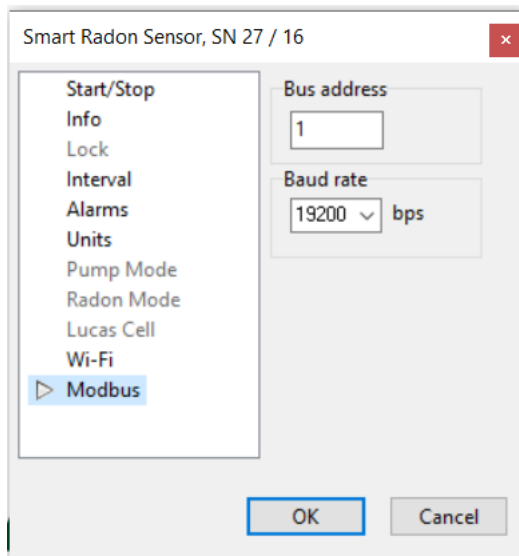 Smart Radon Sensor, SN 27 / 16
Start/Stop
Info
Lock
Interval
Alarms
Units
Pump Mode
Radon Mode
Lucas Cell
Wi-Fi
Modbus
Bus address
1
Baud rate
19200 bps
OK Cancel